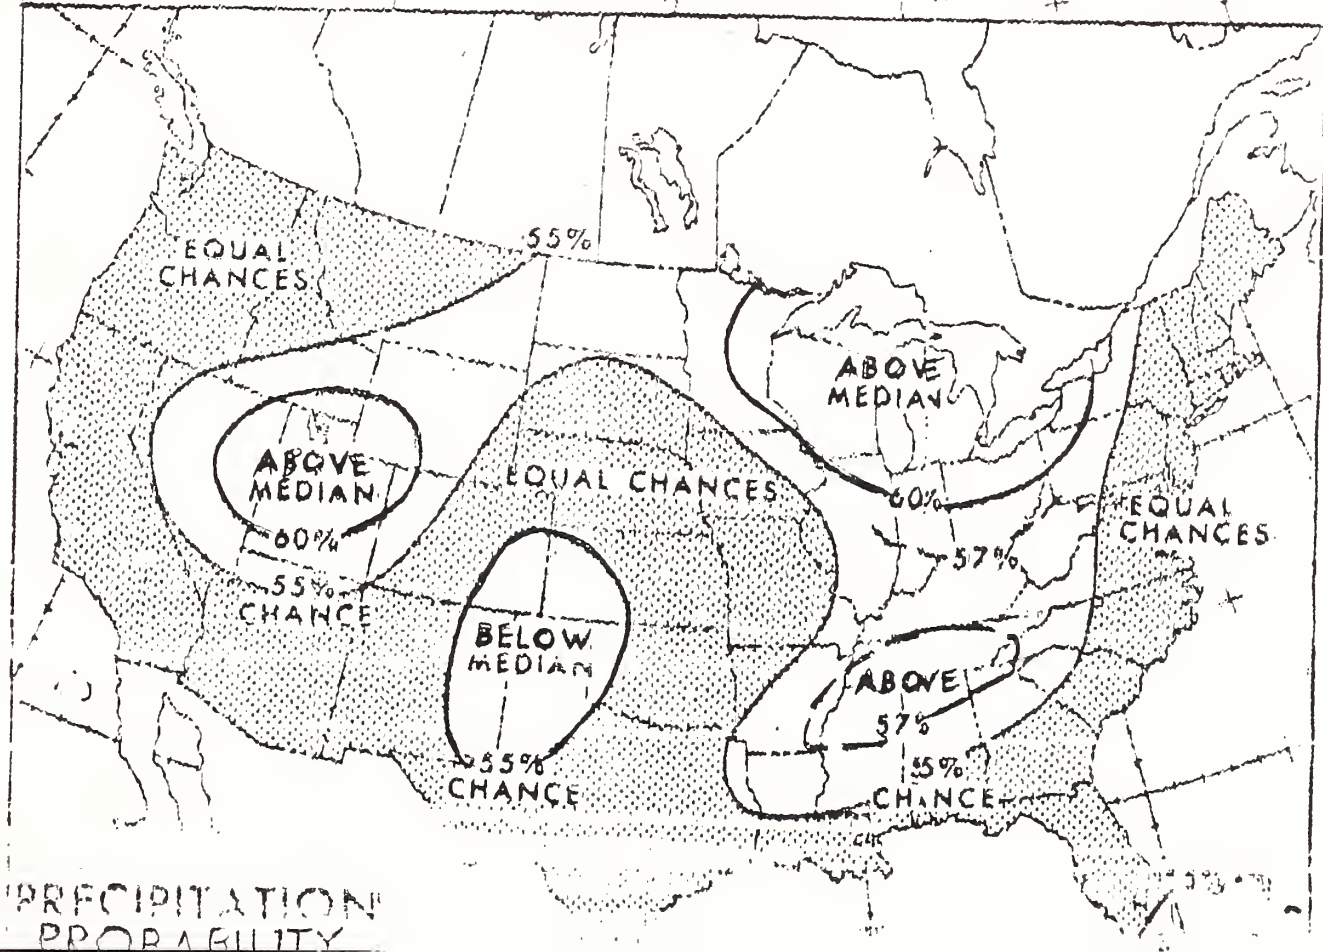 55%
EQUAL
CHANCES
ABOVE
MEDIAN
ABOVE
MEDIAN
EQUAL CHANCES
60%
EQUAL
CHANCES
60%
57%
55%
CHANCE
BELOW
MEDIAN
ABOVE
57%
55%
CHANCE
CHANCE
PRECIPITATION
PROBABILITY